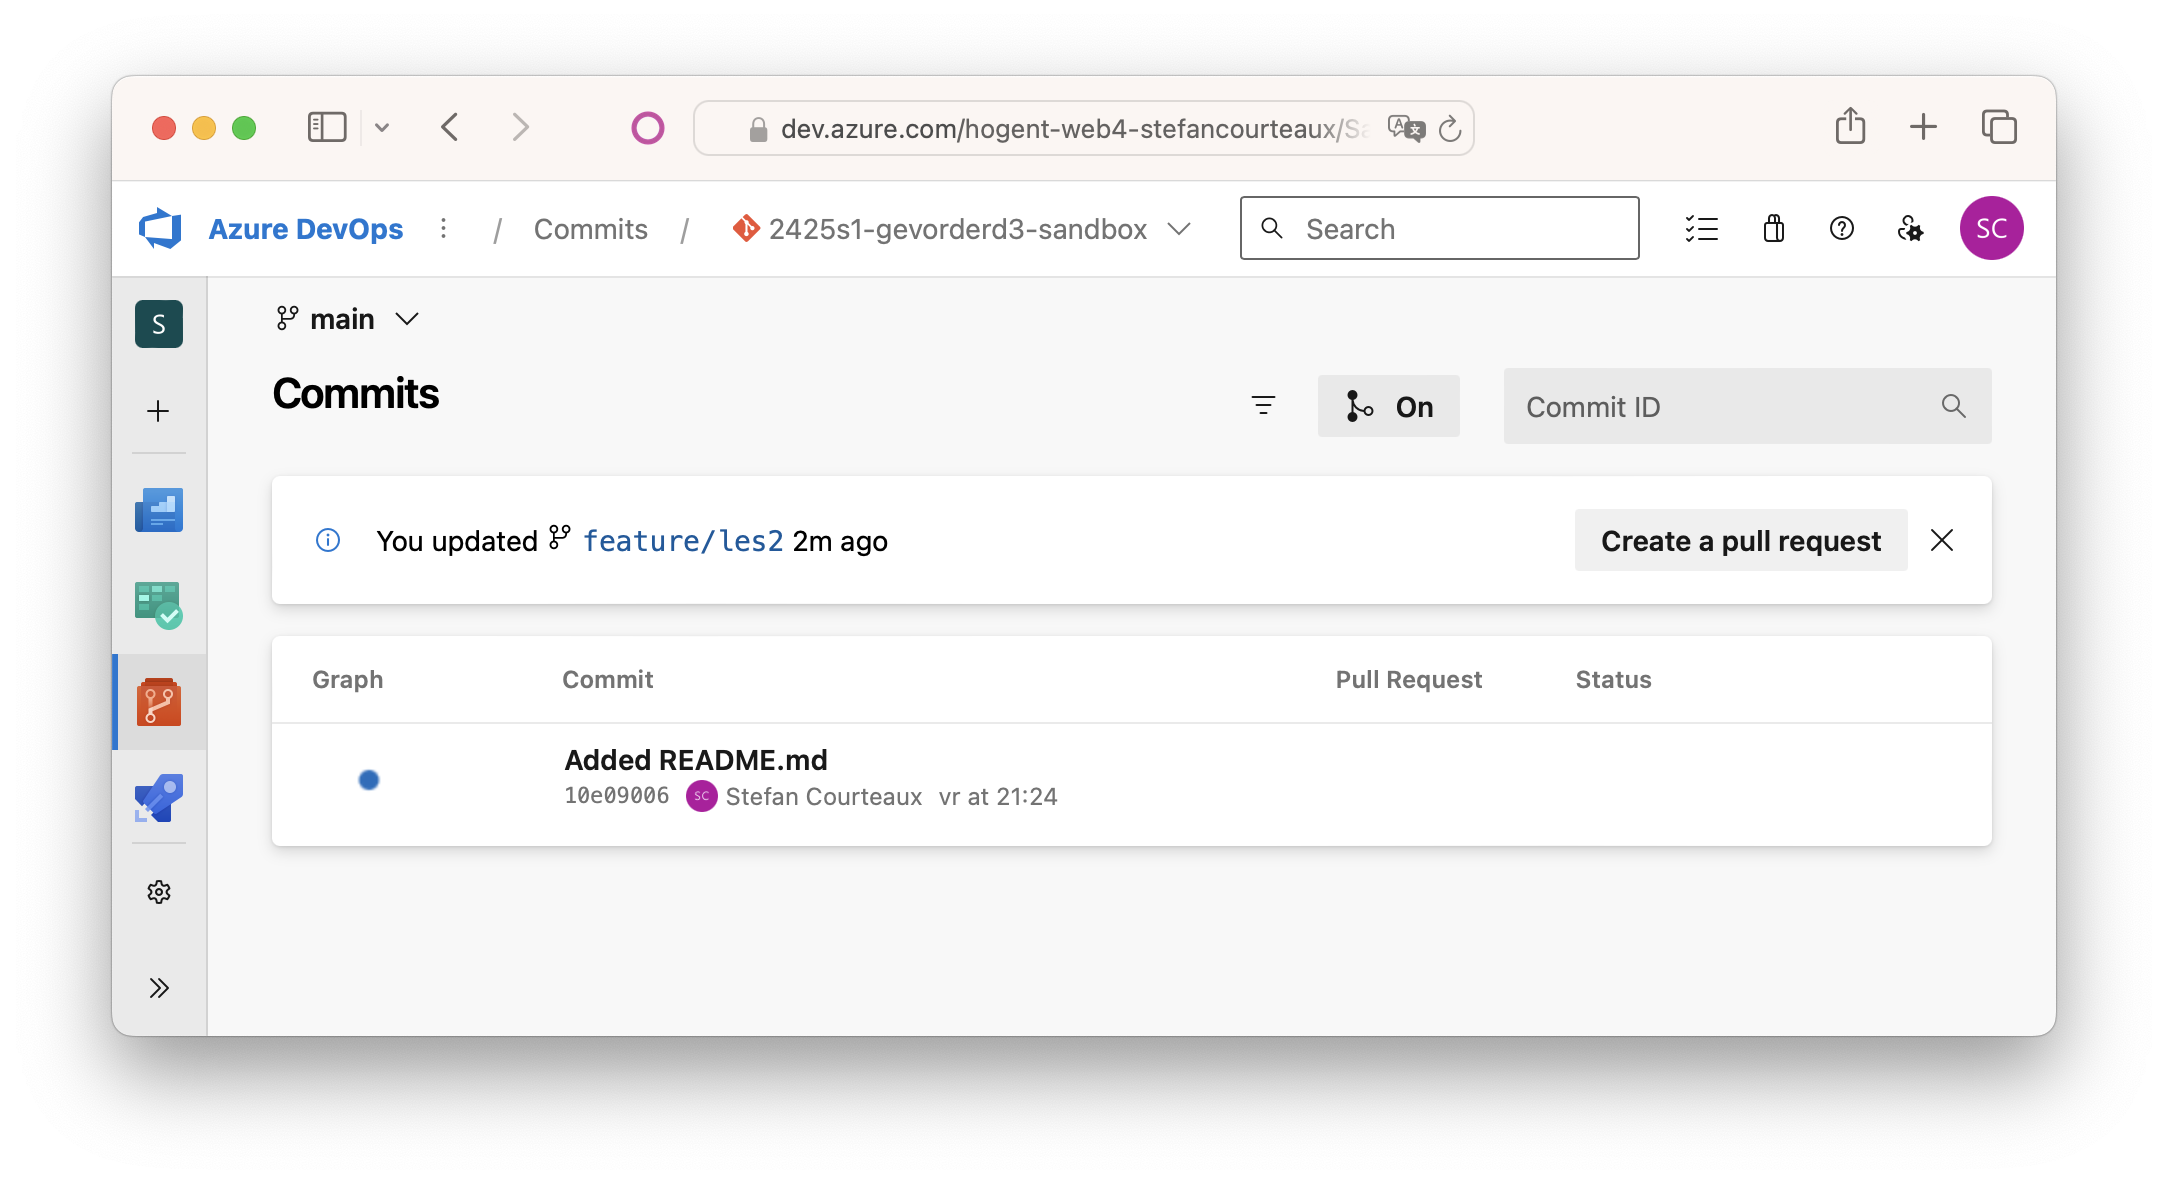 dev.azure.com/hogent-web4-stefancourteaux/Sa
Azure DevOps / Commits / 2425s1-gevorderd3-sandbox
Search
SC
S
main
Commits
On
Commit ID
You updated feature/les2 2m ago
Create a pull request
Graph Commit Pull Request Status
Added README.md
10e09006 SC Stefan Courteaux vr at 21:24